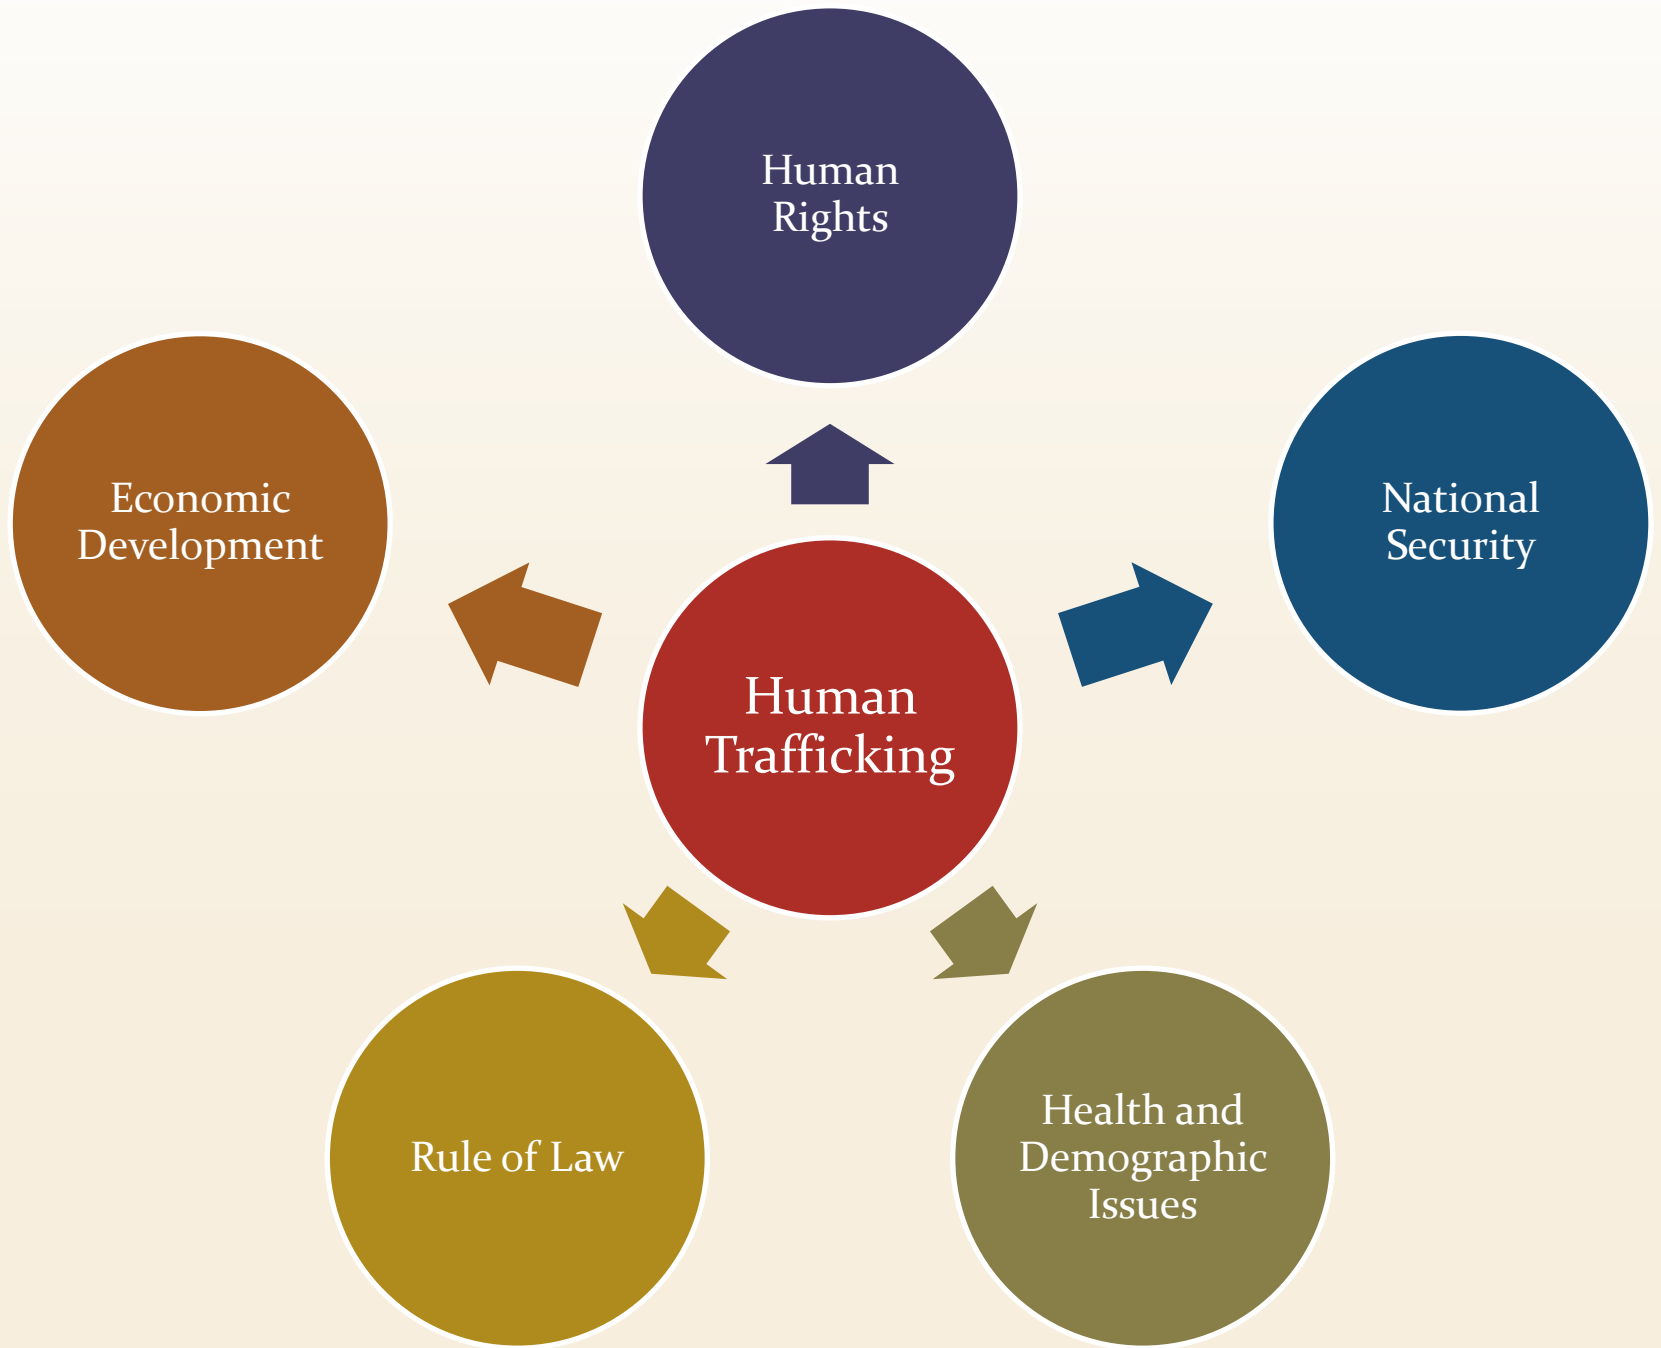 Human
Rights
Economic
Development
National
Security
Human
Trafficking
Rule of Law
Health and
Demographic
Issues